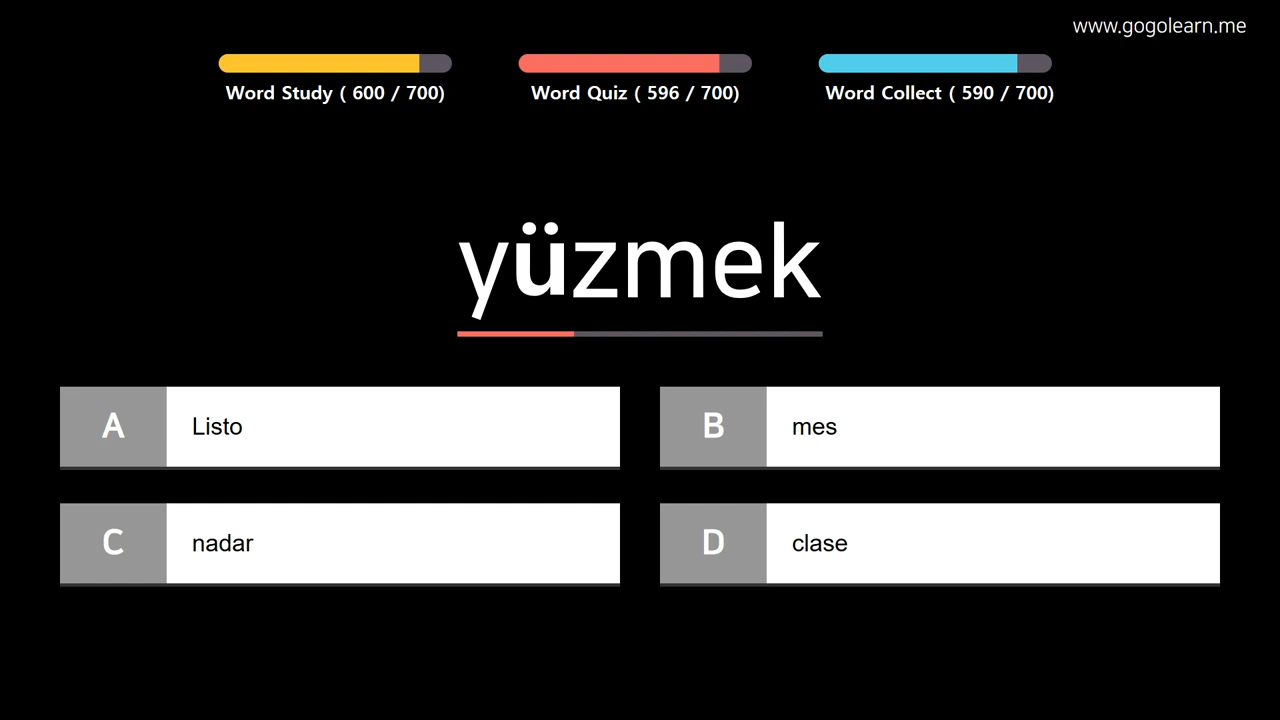 www.gogolearn.me
Word Study ( 600 / 700)
Word Quiz ( 596 / 700)
Word Collect ( 590 / 700)
yüzmek
A Listo
B mes
C nadar
D clase